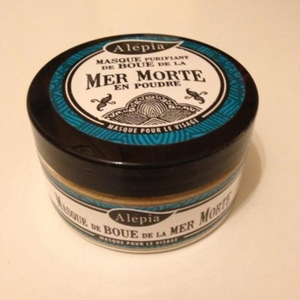 Alepia
MASQUE PURIFIANT
DE BOUE DE LA
MER MORTE
EN POUDRE
MASQUE POUR LE VISAGE
Alepia
MASQUE DE BOUE DE LA MER MORTE
MASQUE POUR LE VISAGE